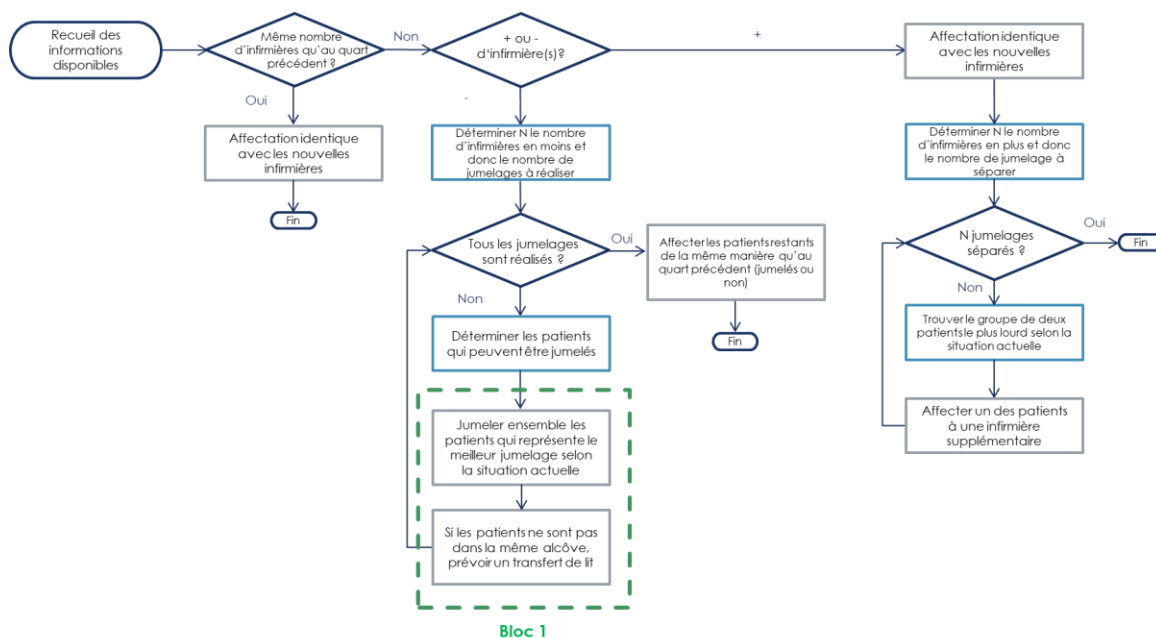 Recueil des
informations
disponibles
Même nombre
d'infirmières qu'au quart
précédent ?
Non
+ ou -
d'infirmière(s)?
+
Affectation identique
avec les nouvelles
infirmières
Oui
-
Affectation identique
avec les nouvelles
infirmières
Fin
Déterminer N le nombre
d'infirmières en moins et
donc le nombre de
jumelages à réaliser
Déterminer N le nombre
d'infirmières en plus et donc
le nombre de jumelage à
séparer
Tous les jumelages
sont réalisés ?
Oui
Affecter les patients restants
de la même manière qu'au
quart précédent (jumelés ou
non)
Fin
N jumelages
séparés ?
Oui
Fin
Non
Déterminer les patients
qui peuvent être jumelés
Non
Trouver le groupe de deux
patients le plus lourd selon la
situation actuelle
Jumeler ensemble les
patients qui représente le
meilleur jumelage selon
la situation actuelle
Affecter un des patients
à une infirmière
supplémentaire
Si les patients ne sont pas
dans la même alcôve,
prévoir un transfert de lit
Bloc 1